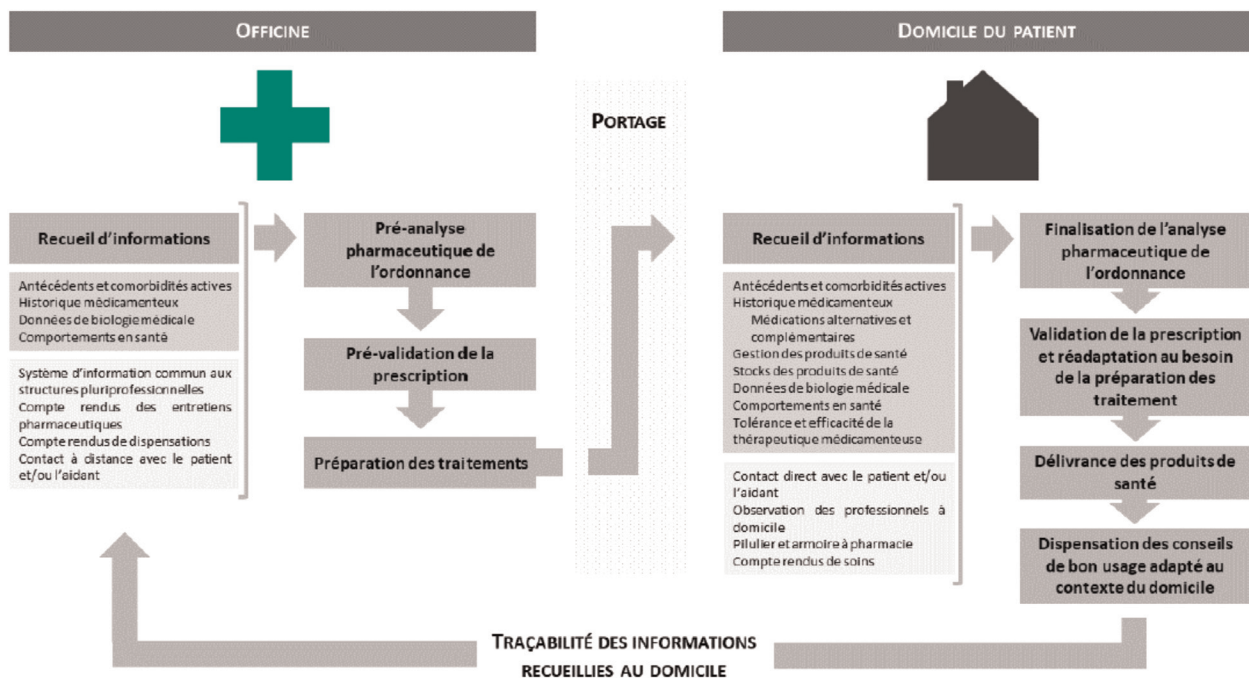 OFFICINE
DOMICILE DU PATIENT
PORTAGE
Recueil d'informations
Antécédents et comorbidités actives
Historique médicamenteux
Données de biologie médicale
Comportements en santé
Système d'information commun aux
structures pluriprofessionnelles
Compte rendus des entretiens
pharmaceutiques
Compte rendus de dispensations
Contact à distance avec le patient
et/ou l'aidant
Pré-analyse
pharmaceutique de
l'ordonnance
Pré-validation de la
prescription
Préparation des traitements
Recueil d'informations
Antécédents et comorbidités actives
Historique médicamenteux
Médications alternatives et
complémentaires
Gestion des produits de santé
Stocks des produits de santé
Données de biologie médicale
Comportements en santé
Tolérance et efficacité de la
thérapeutique médicamenteuse
Contact direct avec le patient et/ou
l'aidant
Observation des professionnels à
domicile
Pilulier et armoire à pharmacie
Compte rendus de soins
Finalisation de l'analyse
pharmaceutique de
l'ordonnance
Validation de la prescription
et réadaptation au besoin
de la préparation des
traitement
Délivrance des produits de
santé
Dispensation des conseils
de bon usage adapté au
contexte du domicile
TRAÇABILITÉ DES INFORMATIONS
RECUEILLIES AU DOMICILE